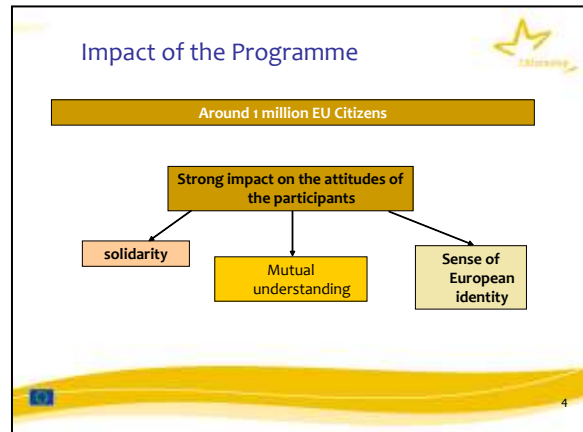 Impact of the Programme
Around 1 million EU Citizens
Strong impact on the attitudes of
the participants
solidarity
Mutual
understanding
Sense of
European
identity
4